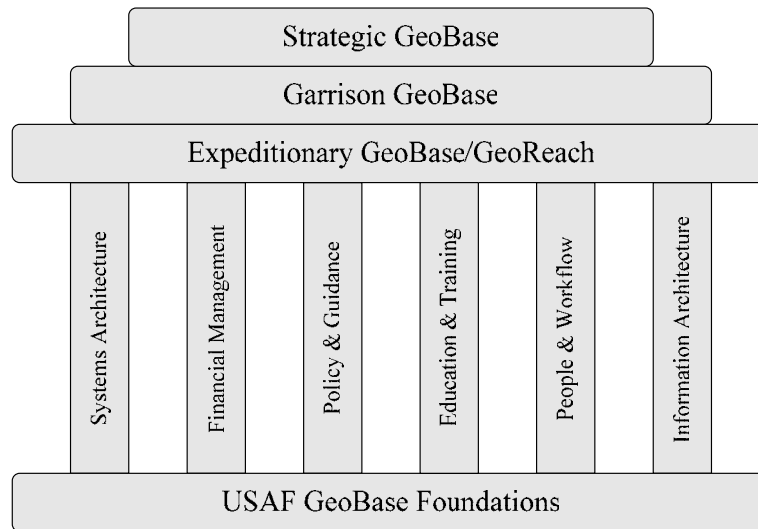 Strategic GeoBase
Garrison GeoBase
Expeditionary GeoBase/GeoReach
Systems Architecture
Financial Management
Policy & Guidance
Education & Training
People & Workflow
Information Architecture
USAF GeoBase Foundations